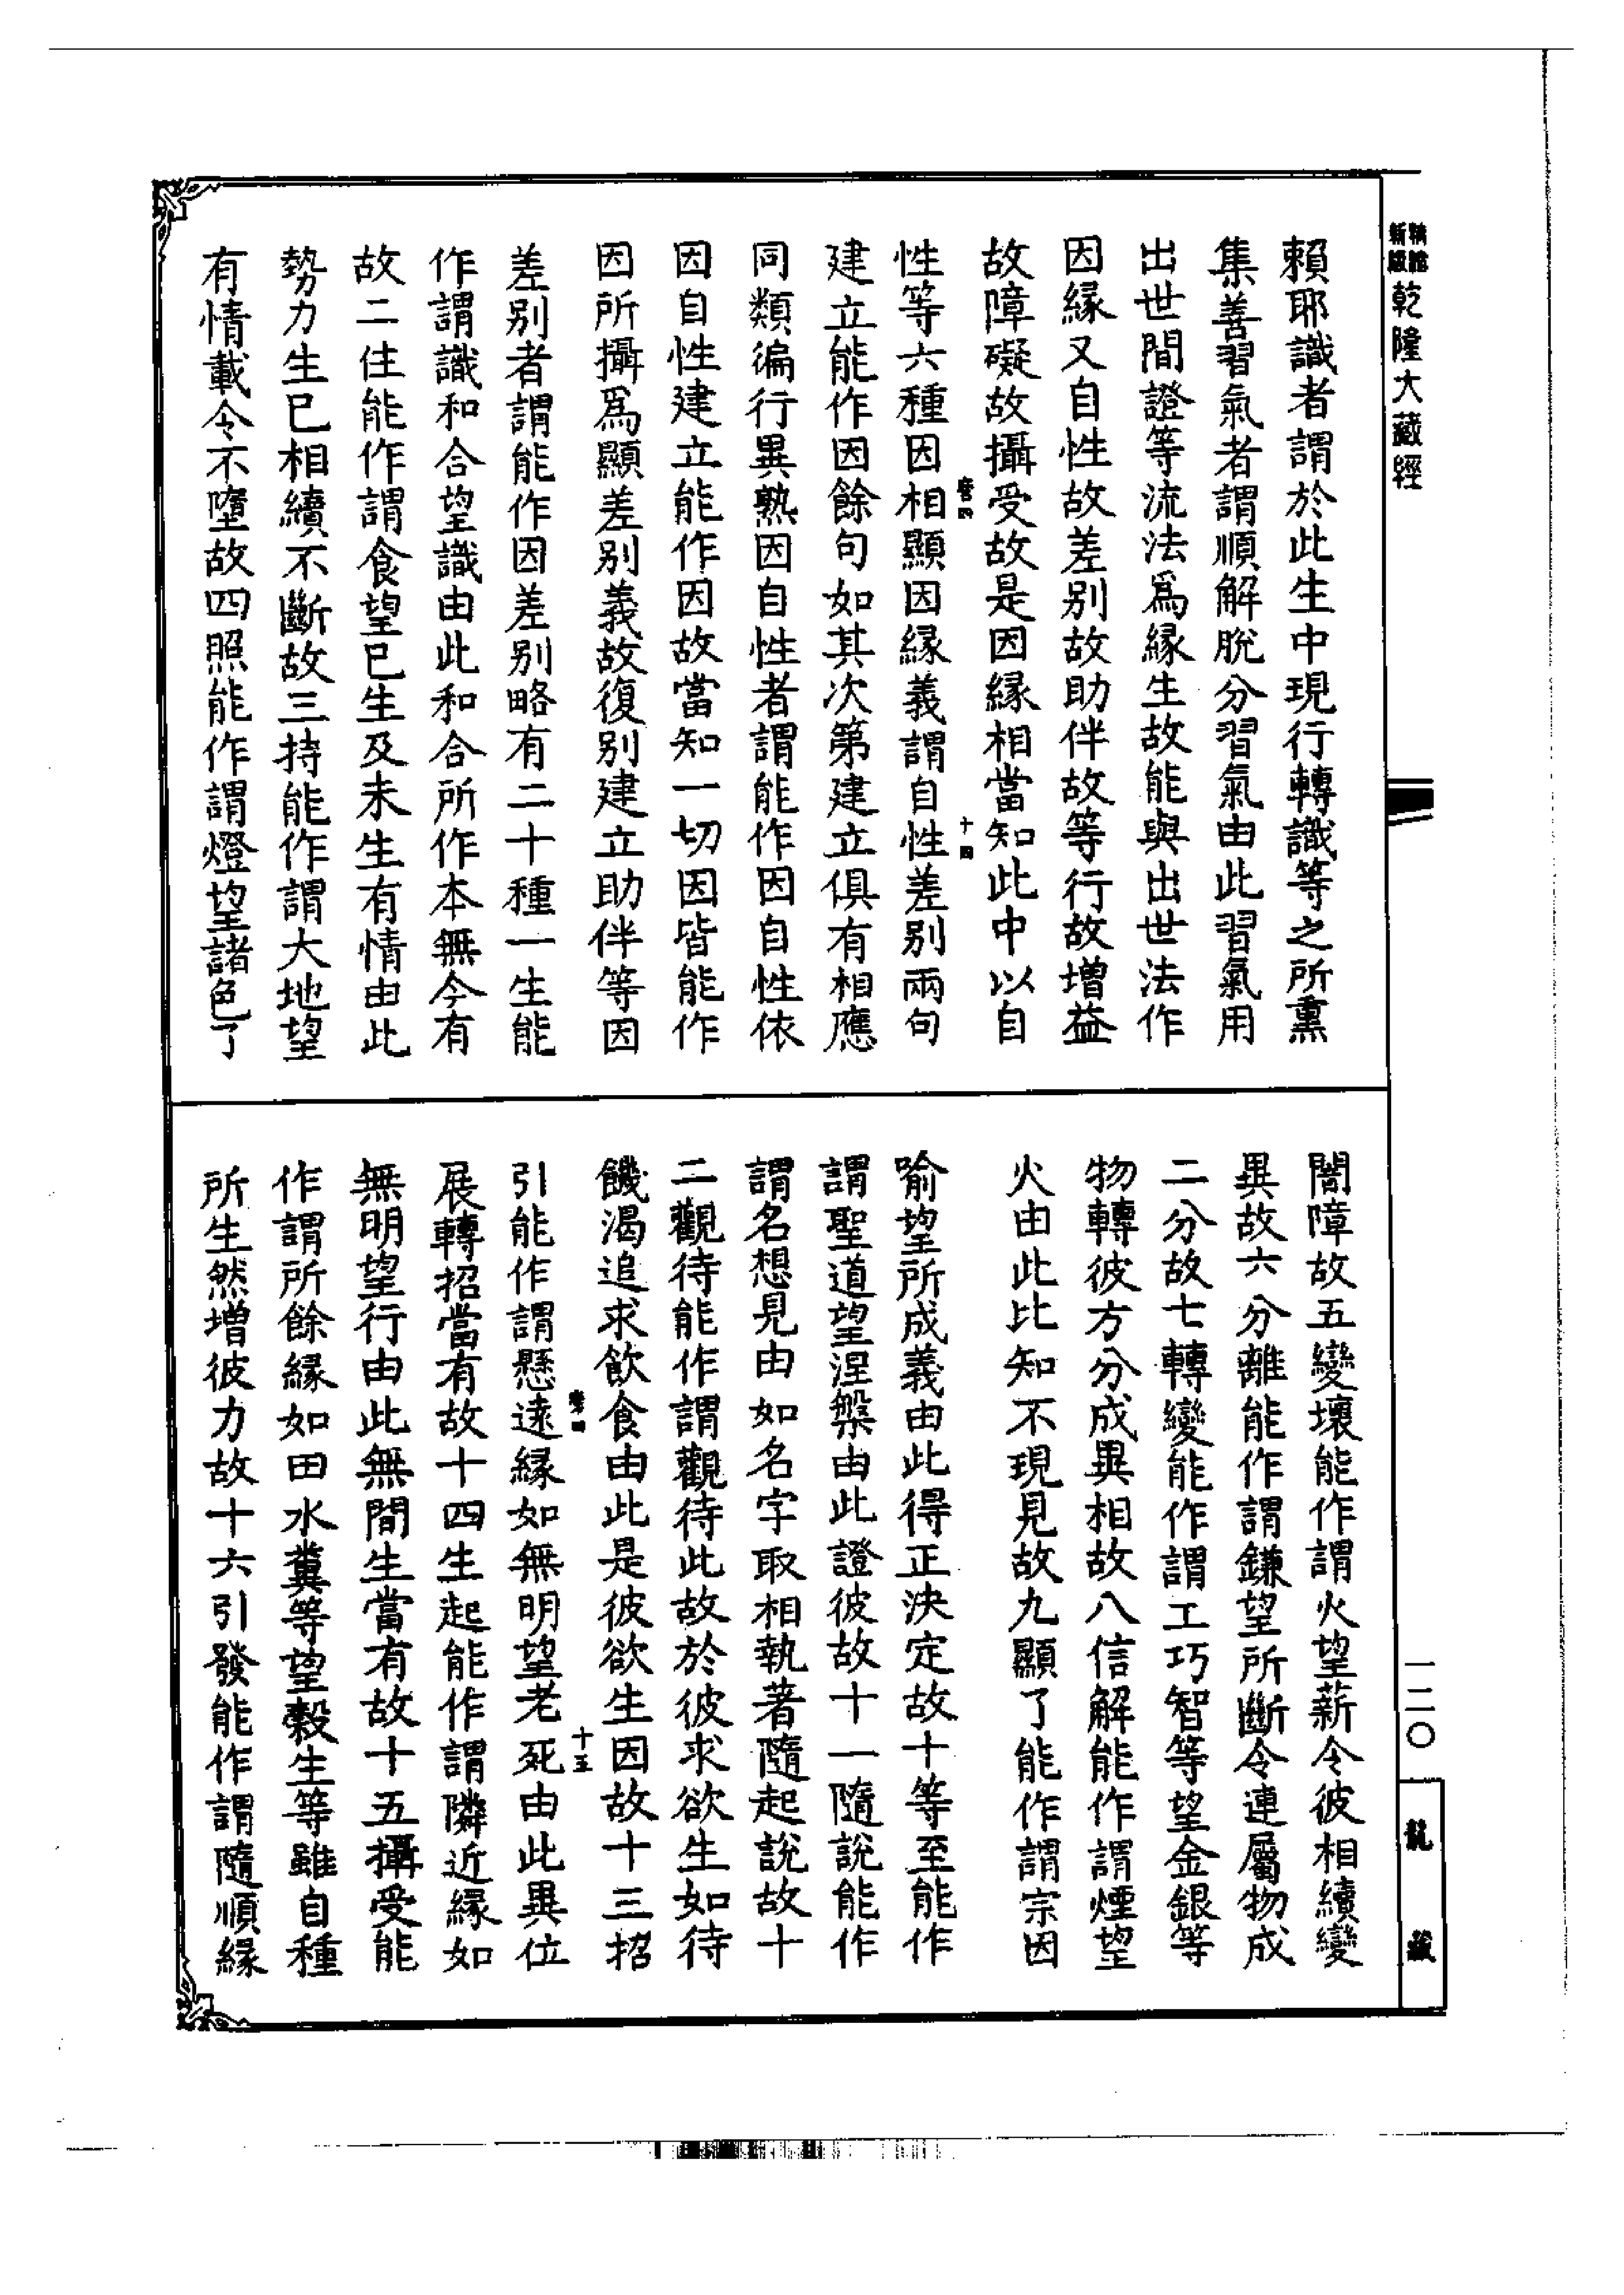 新編
精繪
乾隆大藏經
賴耶識者謂於此生中現行轉識等之所熏
集善習氣者謂順解脫分習氣由此習氣用
出世間證等流法爲緣生故能與出世法作
因緣又自性故差別故助伴故等行故增益
故障礙故攝受故是因緣相當知此中以自
性等六種因相顯因緣義謂自性差別兩句
建立能作因餘句如其次第建立俱有相應
同類徧行異熟因自性者謂能作因自性依
因自性建立能作因故當知一切因皆能作
因所攝爲顯差別義故復別建立助伴等因
差別者謂能作因差別略有二十種一生能
作謂識和合望識由此和合所作本無今有
故二住能作謂食望已生及未生有情由此
勢力生已相續不斷故三持能作謂大地望
有情載令不墮故四照能作謂燈望諸色了
十四
闇障故五變壞能作謂火望薪令彼相續變
異故六分離能作謂鎌望所斷令連屬物成
二分故七轉變能作謂工巧智等望金銀等
物轉彼方分成異相故八信解能作謂煙望
火由此比知不現見故九顯了能作謂宗因
喻望所成義由此得正決定故十等至能作
謂聖道望涅槃由此證彼故十一隨說能作
謂名想見由如名字取相執著隨起說故十
二觀待能作謂觀待此故於彼求欲生如待
饑渴追求飲食由此是彼欲生因故十三招
引能作謂懸遠緣如無明望老死由此異位
展轉招當有故十四生起能作謂隣近緣如
無明望行由此無間生當有故十五攝受能
作謂所餘緣如田水糞等望穀生等雖自種
所生然增彼力故十六引發能作謂隨順緣
十五
一二〇
龍藏